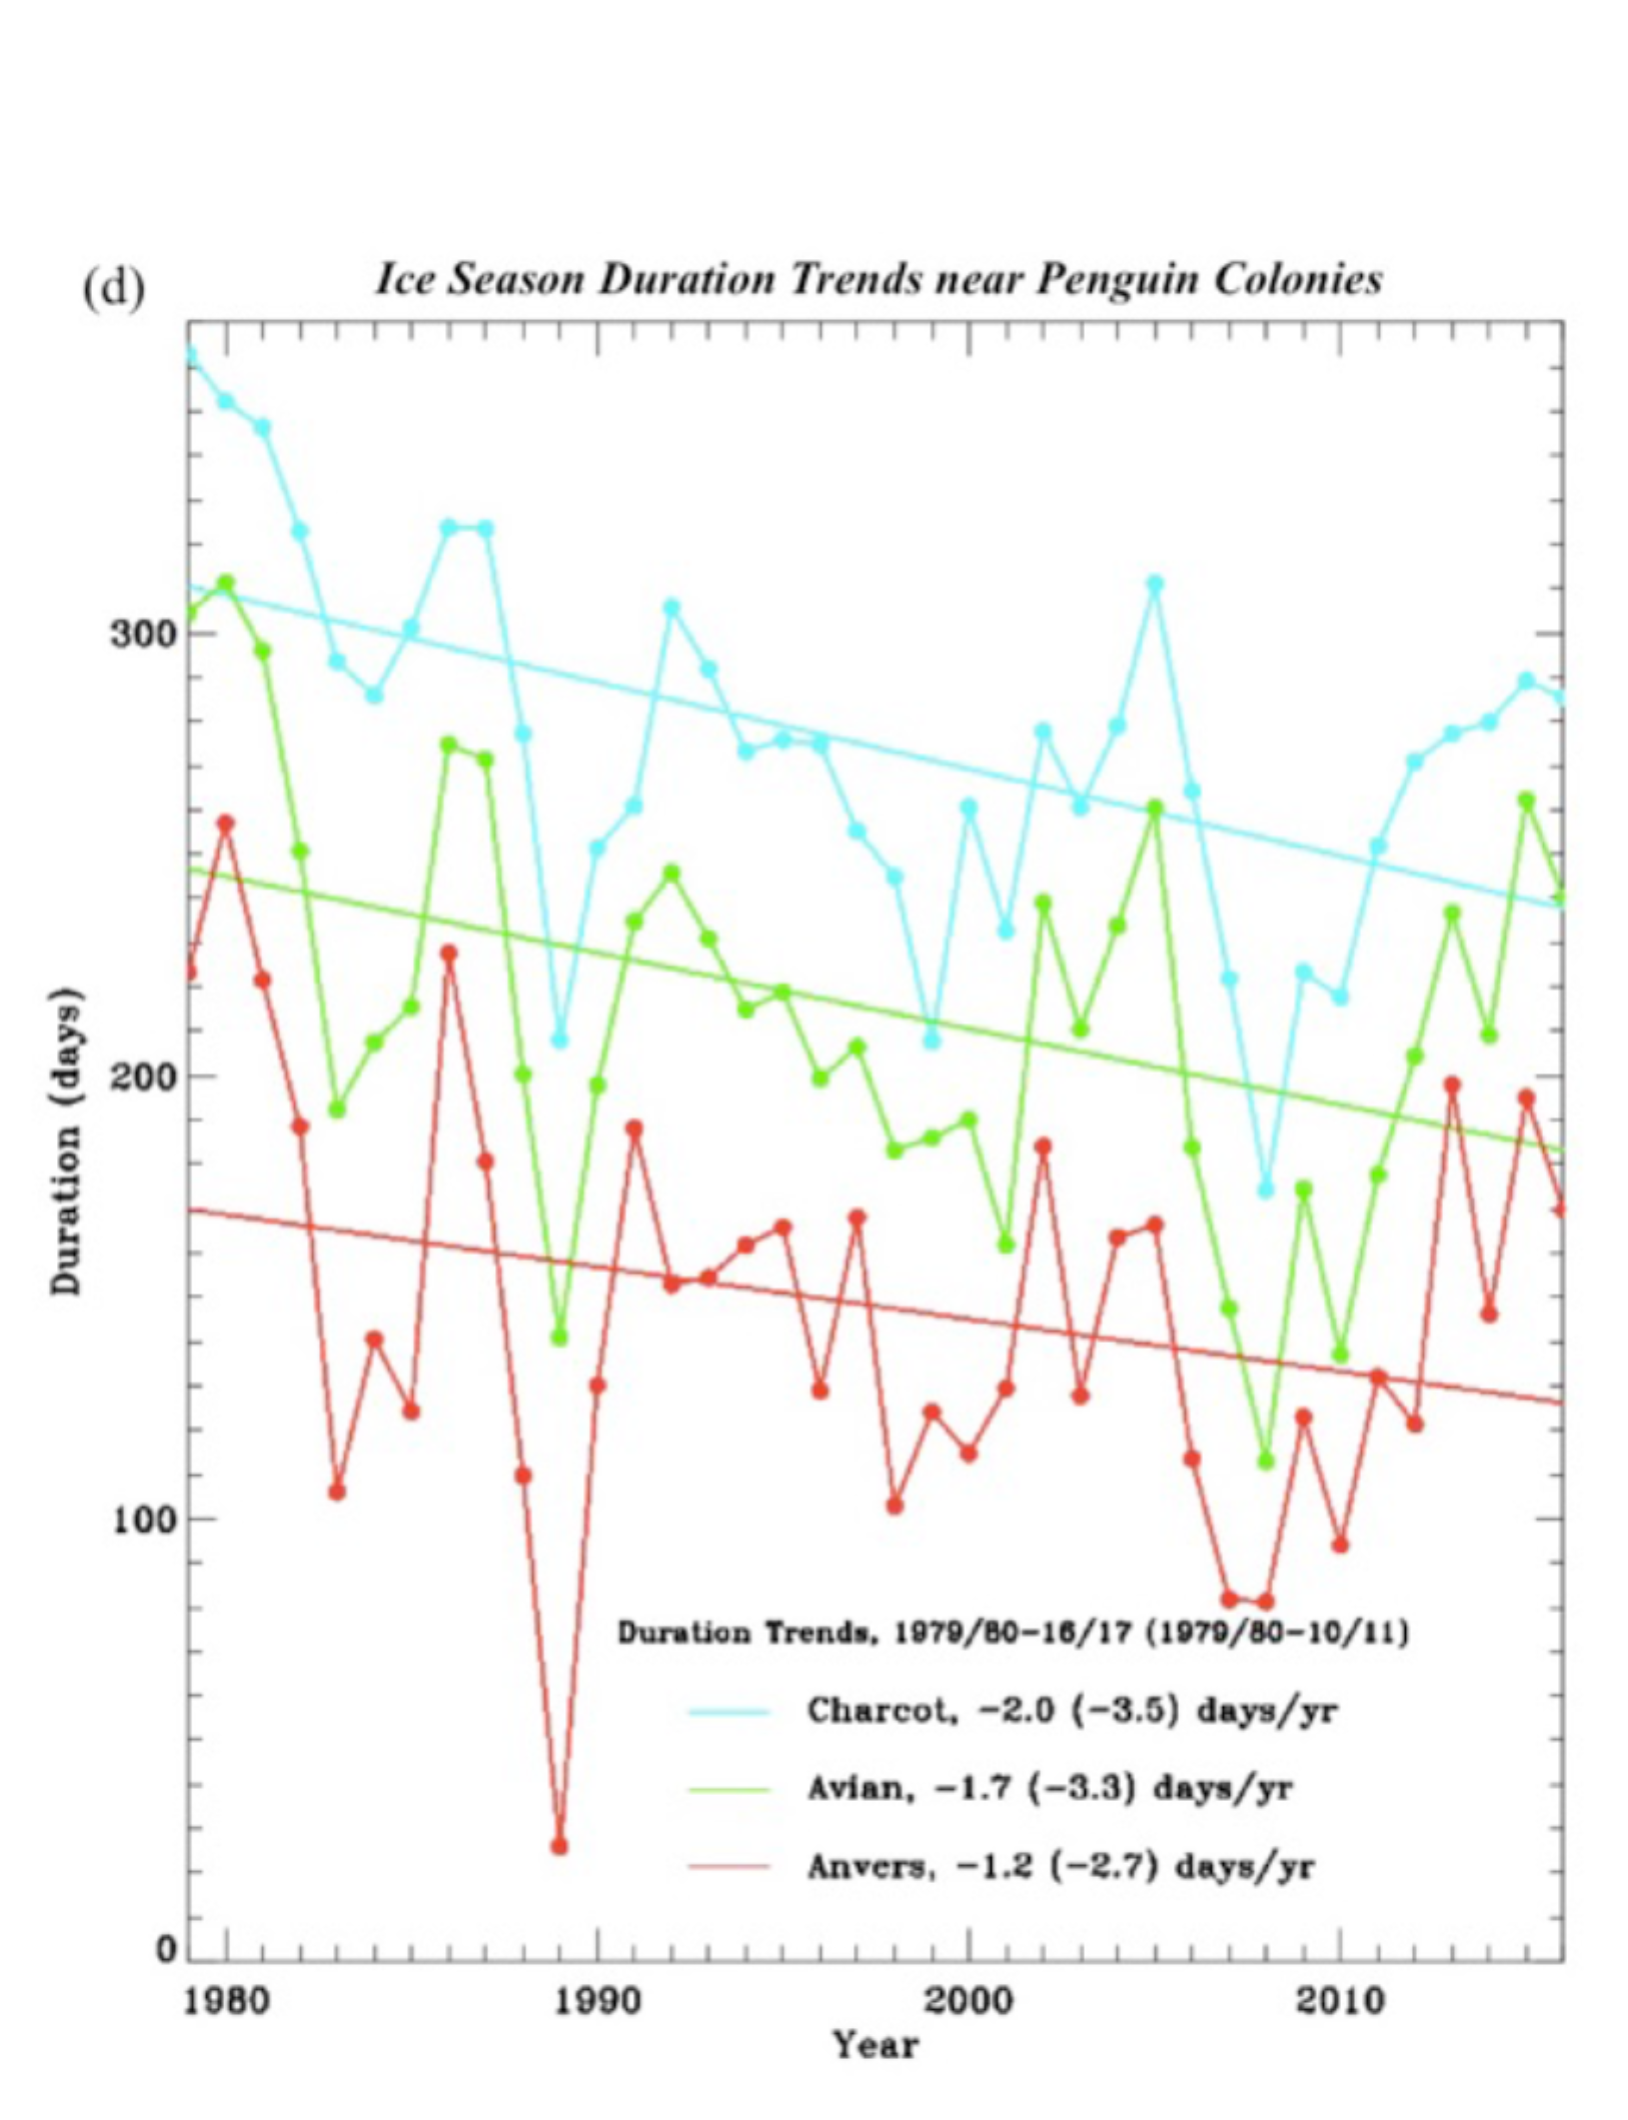 (d)
Ice Season Duration Trends near Penguin Colonies
300
200
100
0
Duration (days)
Duration Trends, 1979/80-16/17 (1979/80-10/11)
Charcot, -2.0 (-3.5) days/yr
Avian, -1.7 (-3.3) days/yr
Anvers, -1.2 (-2.7) days/yr
1980 1990 2000 2010
Year